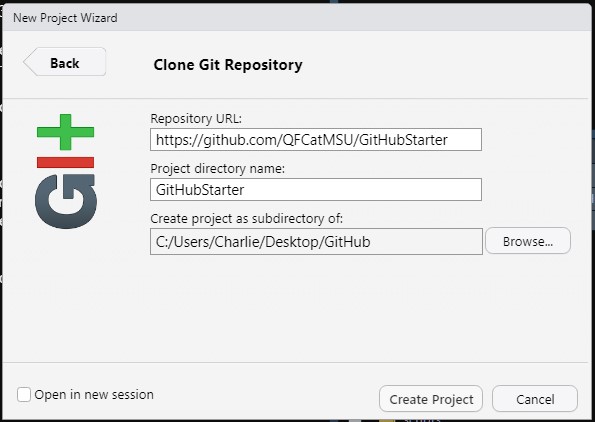 New Project Wizard
Back
Clone Git Repository
Repository URL:
https://github.com/QFCatMSU/GitHubStarter
Project directory name:
GitHubStarter
Create project as subdirectory of:
C:/Users/Charlie/Desktop/GitHub
Browse...
Git
Open in new session
Create Project
Cancel